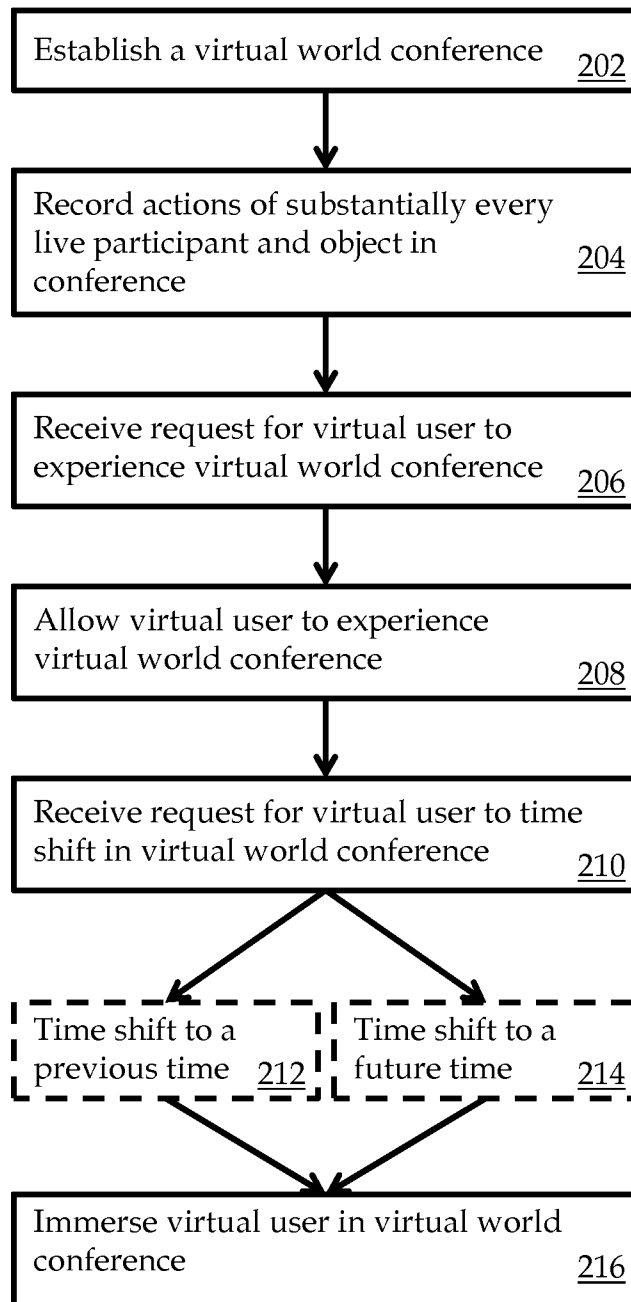 Establish a virtual world conference 202
Record actions of substantially every
live participant and object in
conference 204
Receive request for virtual user to
experience virtual world conference 206
Allow virtual user to experience
virtual world conference 208
Receive request for virtual user to time
shift in virtual world conference 210
Time shift to a
previous time 212
Time shift to a
future time 214
Immerse virtual user in virtual world
conference 216